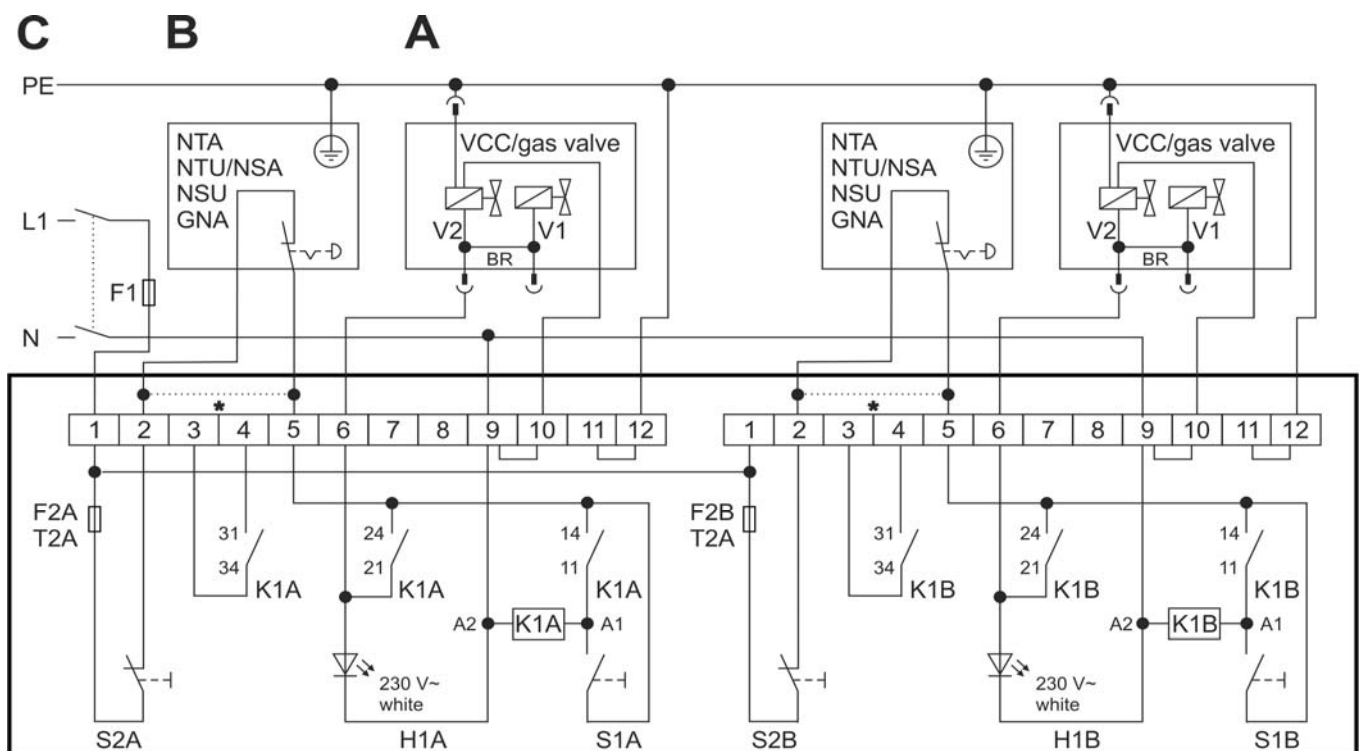 C B A
PE
NTA
NTU/NSA
NSU
GNA
VCC/gas valve
V2 V1
BR
NTA
NTU/NSA
NSU
GNA
VCC/gas valve
V2 V1
BR
L1
F1
N
*
*
1 2 3 4 5 6 7 8 9 10 11 12
1 2 3 4 5 6 7 8 9 10 11 12
F2A
T2A
31
34
K1A
24
21
K1A
14
11
K1A
A2 K1A A1
230 V~
white
S2A H1A S1A
F2B
T2A
31
34
K1B
24
21
K1B
14
11
K1B
A2 K1B A1
230 V~
white
S2B H1B S1B